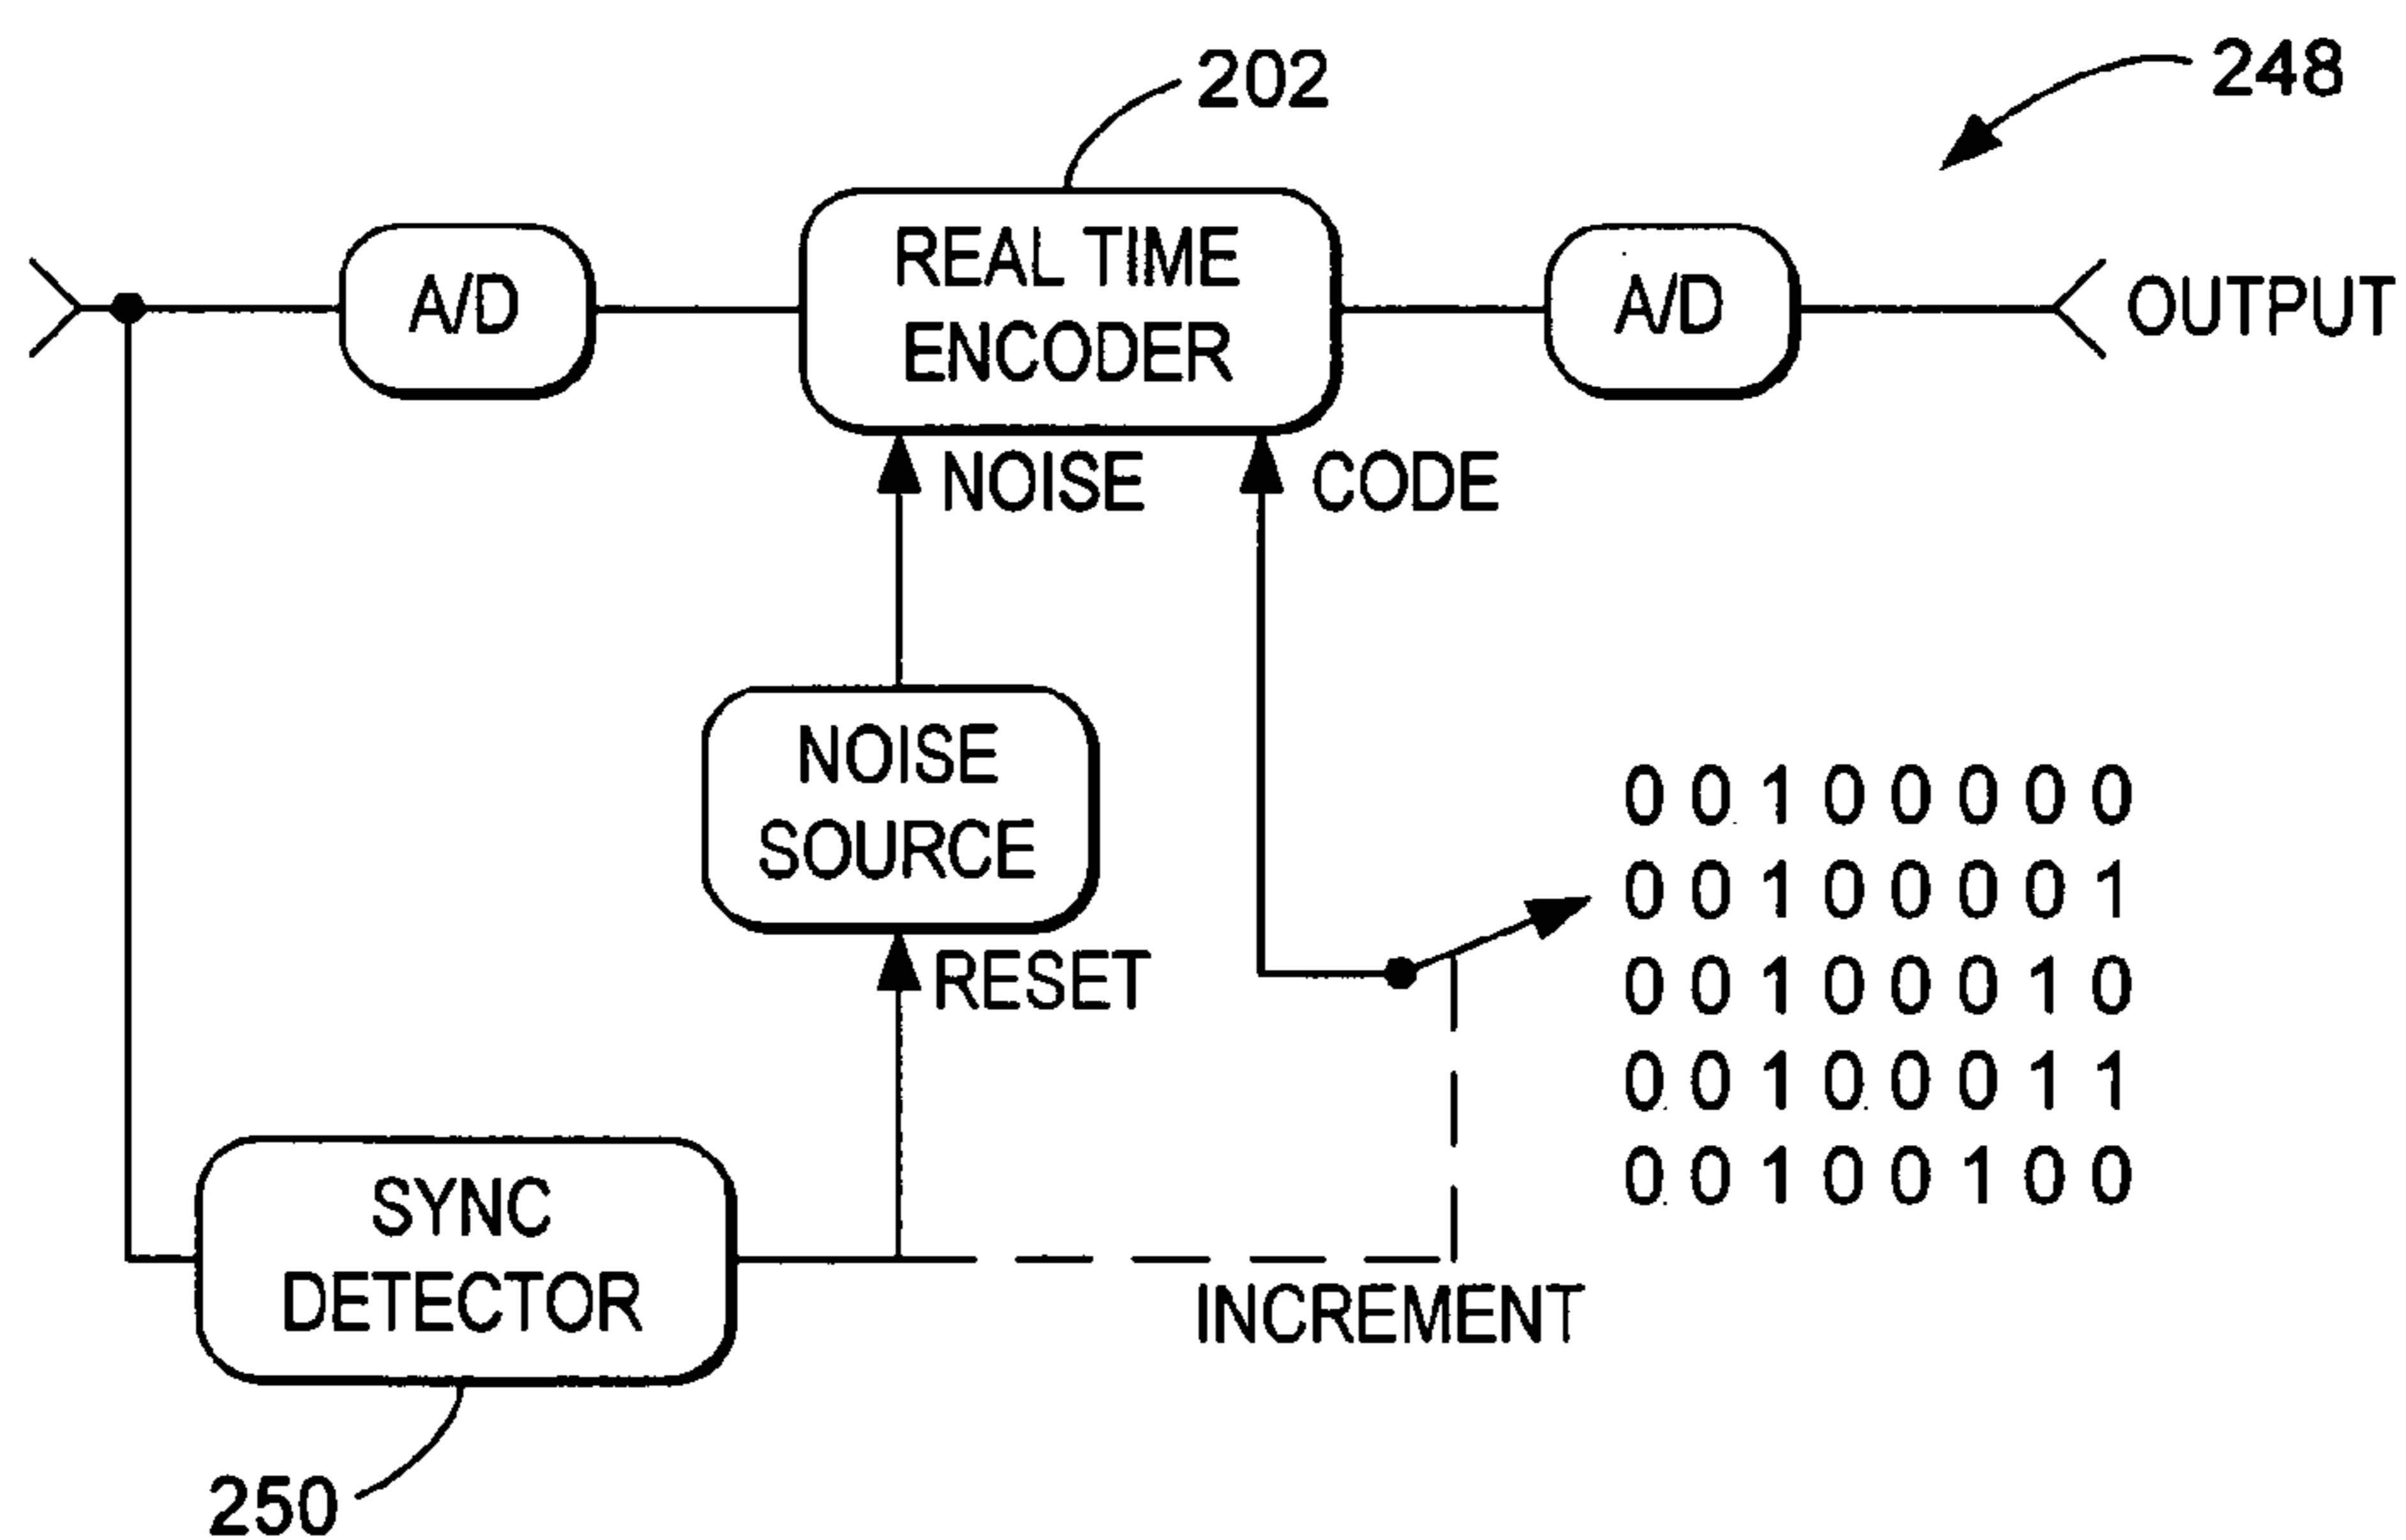 202
248
A/D
REAL TIME
ENCODER
A/D
OUTPUT
NOISE
CODE
NOISE
SOURCE
RESET
0 0 1 0 0 0 0 0
0 0 1 0 0 0 0 1
0 0 1 0 0 0 1 0
0 0 1 0 0 0 1 1
0 0 1 0 0 1 0 0
SYNC
DETECTOR
INCREMENT
250